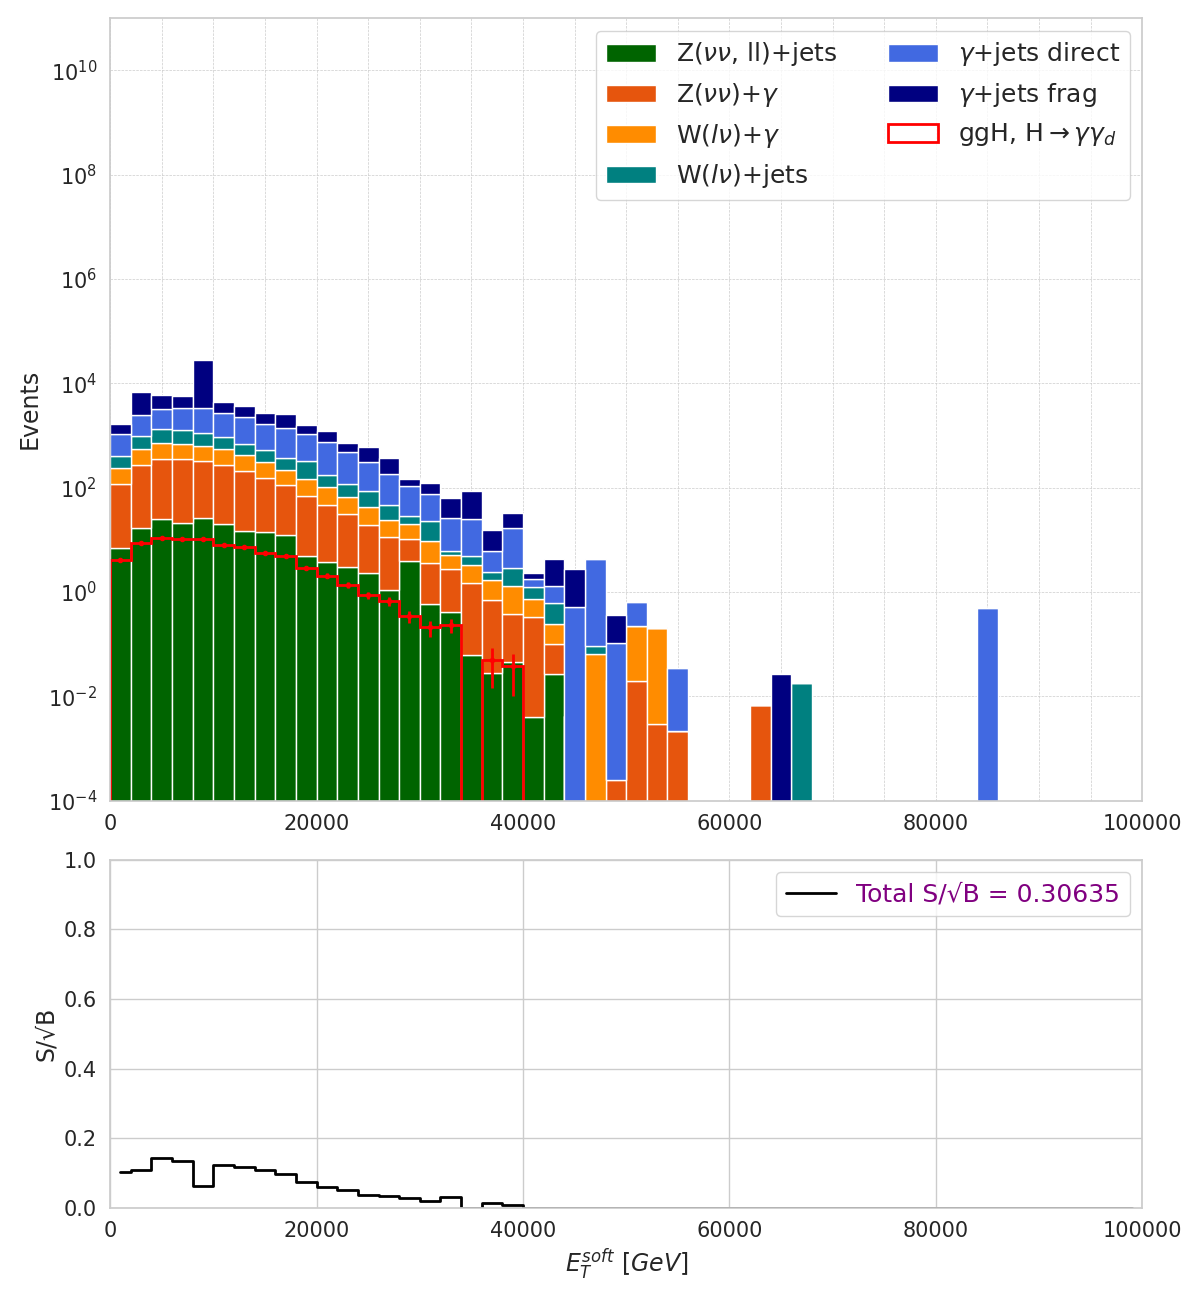 Z(νν, ll)+jets
Z(νν)+γ
W(lν)+γ
W(lν)+jets
γ+jets direct
γ+jets frag
ggH, H→γγ_d
Events
10^10
10^8
10^6
10^4
10^2
10^0
10^−2
10^−4
0 20000 40000 60000 80000 100000
Total S/√B = 0.30635
S/√B
1.0
0.8
0.6
0.4
0.2
0.0
0 20000 40000 60000 80000 100000
E_T^soft [GeV]